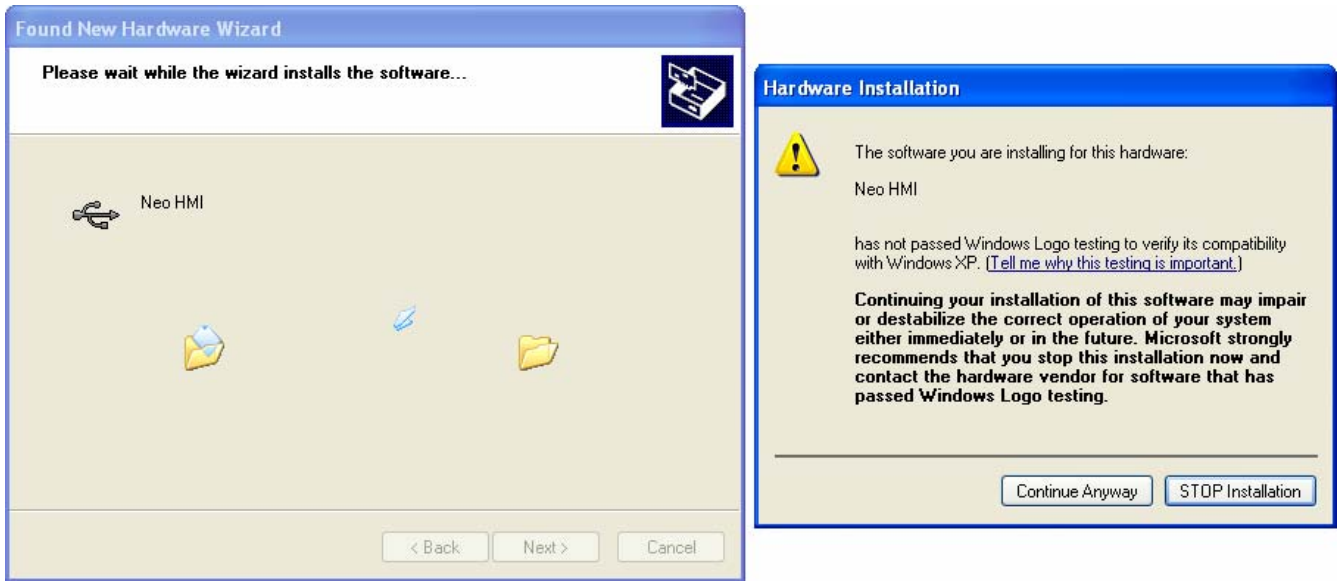 Found New Hardware Wizard
Please wait while the wizard installs the software...
Neo HMI
< Back
Next >
Cancel
Hardware Installation
The software you are installing for this hardware:
Neo HMI
has not passed Windows Logo testing to verify its compatibility
with Windows XP. (Tell me why this testing is important.)
Continuing your installation of this software may impair
or destabilize the correct operation of your system
either immediately or in the future. Microsoft strongly
recommends that you stop this installation now and
contact the hardware vendor for software that has
passed Windows Logo testing.
Continue Anyway
STOP Installation